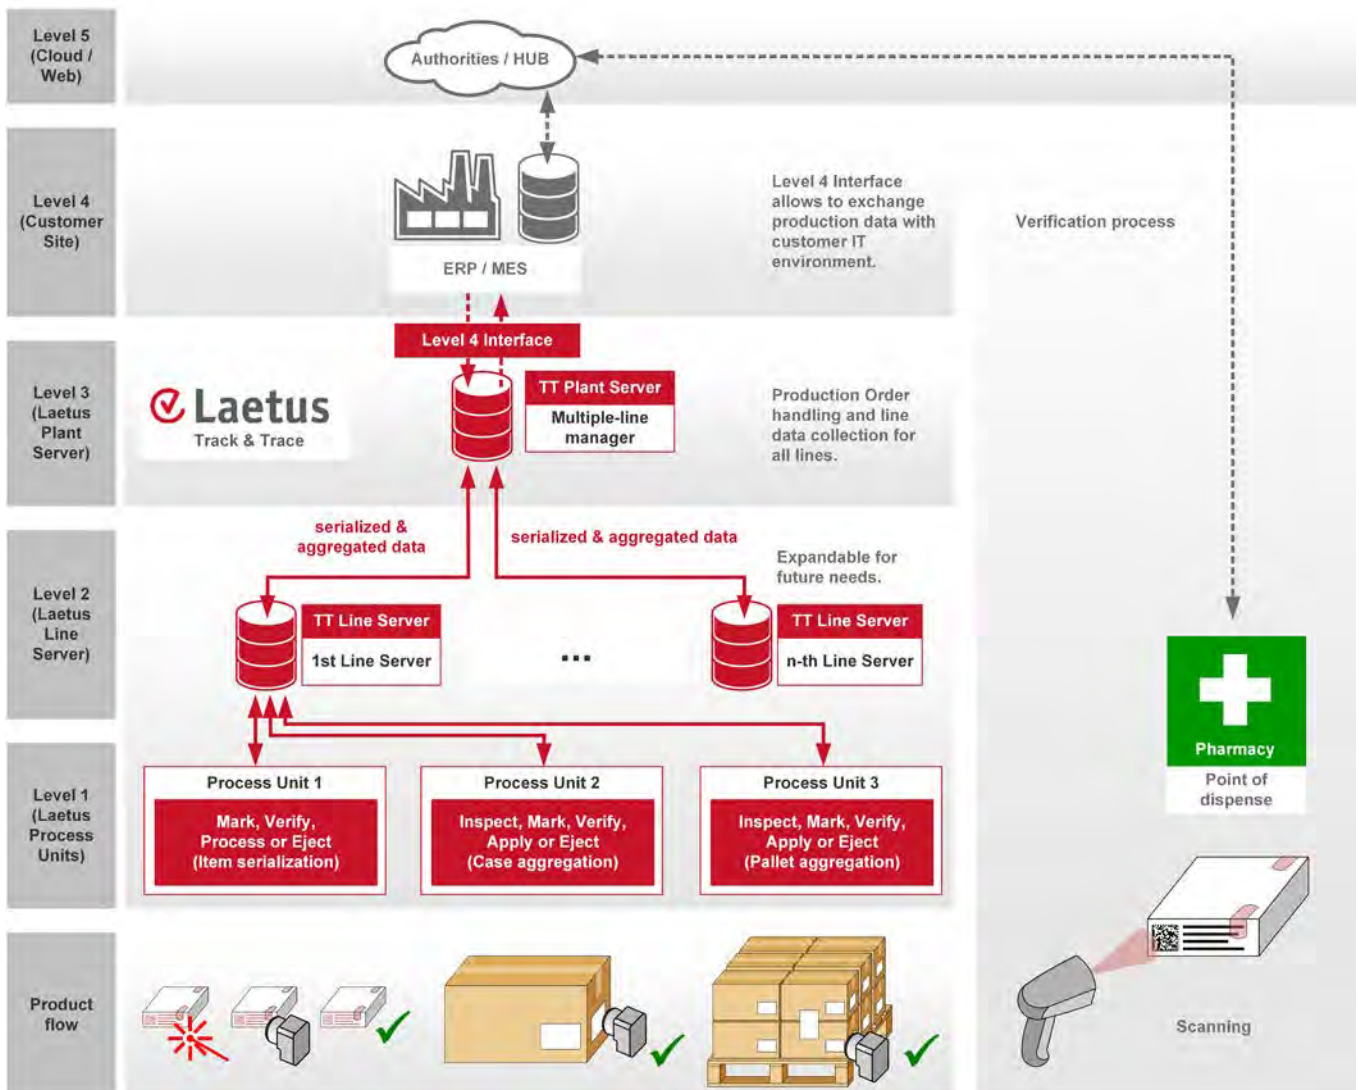 Level 5
(Cloud /
Web)
Authorities / HUB
Level 4
(Customer
Site)
ERP / MES
Level 4 Interface
allows to exchange
production data with
customer IT
environment.
Verification process
Level 4 Interface
Level 3
(Laetus
Plant
Server)
Laetus
Track & Trace
TT Plant Server
Multiple-line
manager
Production Order
handling and line
data collection for
all lines.
serialized &
aggregated data
serialized & aggregated data
Expandable for
future needs.
Level 2
(Laetus
Line
Server)
TT Line Server
1st Line Server
...
TT Line Server
n-th Line Server
Pharmacy
Point of
dispense
Level 1
(Laetus
Process
Units)
Process Unit 1
Mark, Verify,
Process or Eject
(Item serialization)
Process Unit 2
Inspect, Mark, Verify,
Apply or Eject
(Case aggregation)
Process Unit 3
Inspect, Mark, Verify,
Apply or Eject
(Pallet aggregation)
Product
flow
Scanning